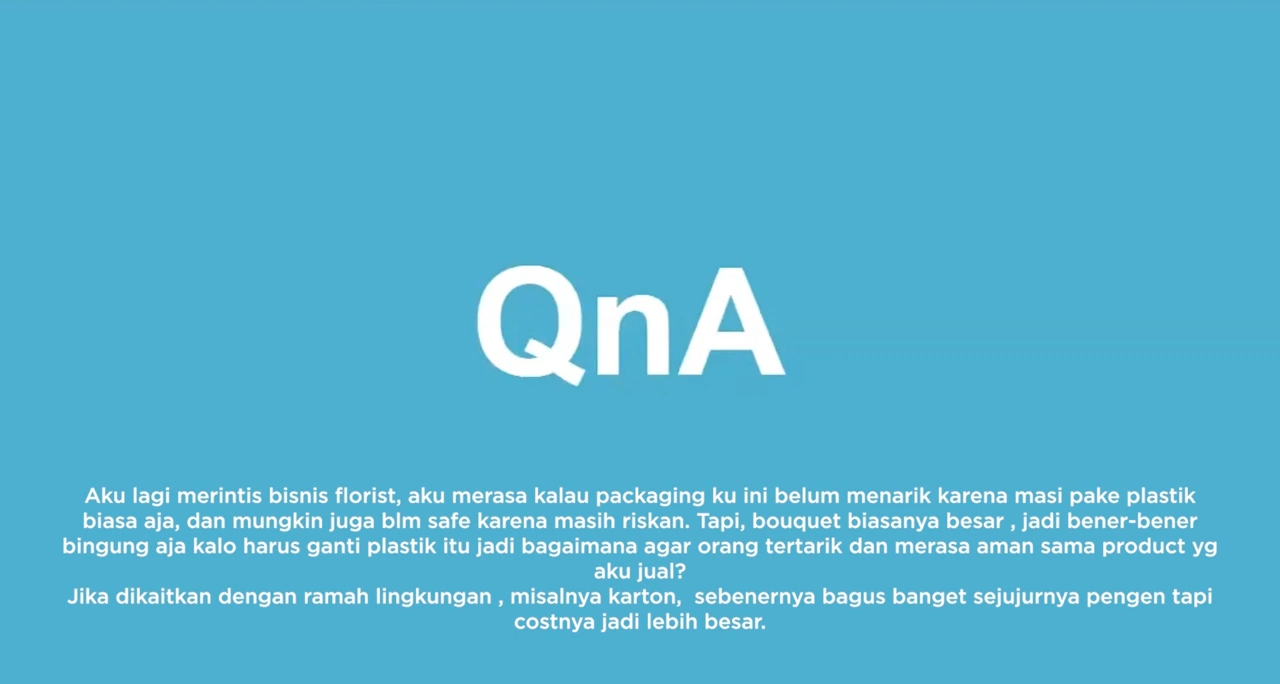 QnA
Aku lagi merintis bisnis florist, aku merasa kalau packaging ku ini belum menarik karena masi pake plastik
biasa aja, dan mungkin juga blm safe karena masih riskan. Tapi, bouquet biasanya besar , jadi bener-bener
bingung aja kalo harus ganti plastik itu jadi bagaimana agar orang tertarik dan merasa aman sama product yg
aku jual?
Jika dikaitkan dengan ramah lingkungan , misalnya karton,  sebenernya bagus banget sejujurnya pengen tapi
costnya jadi lebih besar.